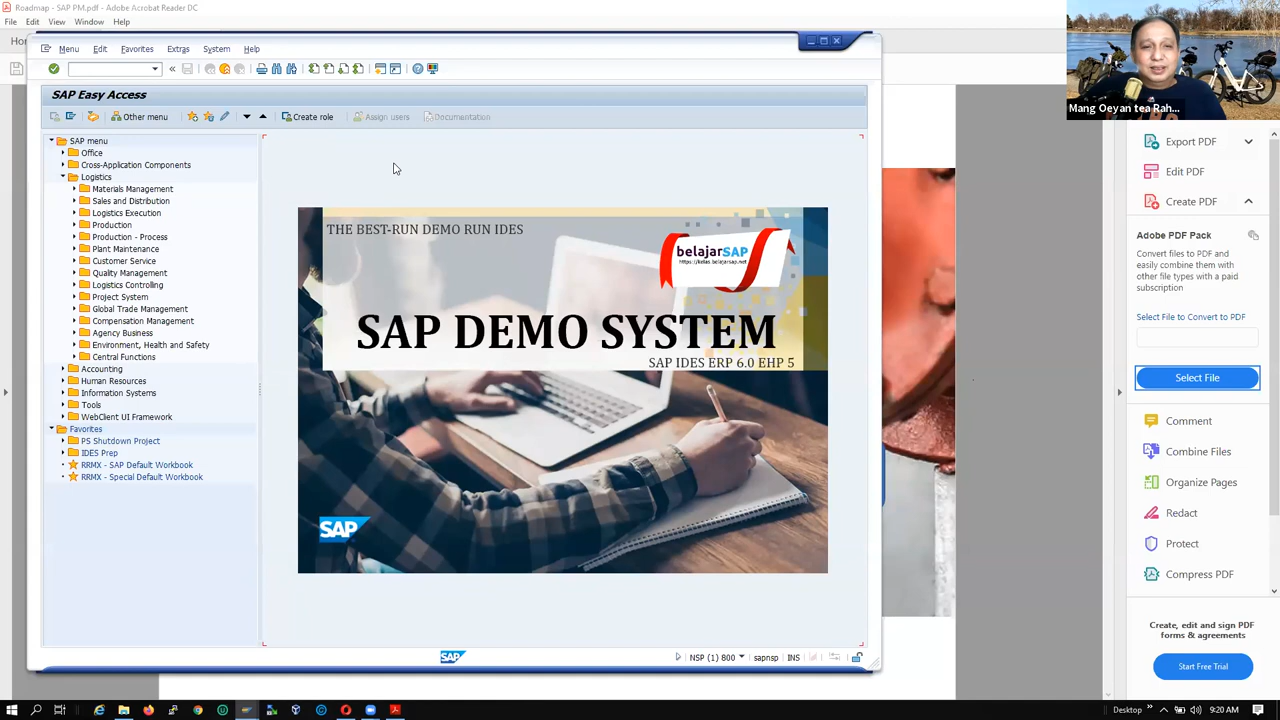 Roadmap - SAP PM.pdf - Adobe Acrobat Reader DC
File Edit View Window Help
Menu Edit Favorites Extras System Help
SAP Easy Access
Other menu
Create role
Assign users
Documentation
SAP menu
Office
Cross-Application Components
Logistics
Materials Management
Sales and Distribution
Logistics Execution
Production
Production - Process
Plant Maintenance
Customer Service
Quality Management
Logistics Controlling
Project System
Global Trade Management
Compensation Management
Agency Business
Environment, Health and Safety
Central Functions
Accounting
Human Resources
Information Systems
Tools
WebClient UI Framework
Favorites
PS Shutdown Project
IDES Prep
RRMX - SAP Default Workbook
RRMX - Special Default Workbook
THE BEST-RUN DEMO RUN IDES
belajarSAP
https://kelas.belajarsap.net
SAP DEMO SYSTEM
SAP IDES ERP 6.0 EHP 5
SAP
SAP
NSP (1) 800
sapnsp
INS
Mang Oeyan tea Rah...
Export PDF
Edit PDF
Create PDF
Adobe PDF Pack
Convert files to PDF and
easily combine them with
other file types with a paid
subscription
Select File to Convert to PDF
Select File
Comment
Combine Files
Organize Pages
Redact
Protect
Compress PDF
Create, edit and sign PDF
forms & agreements
Start Free Trial
Desktop
9:20 AM